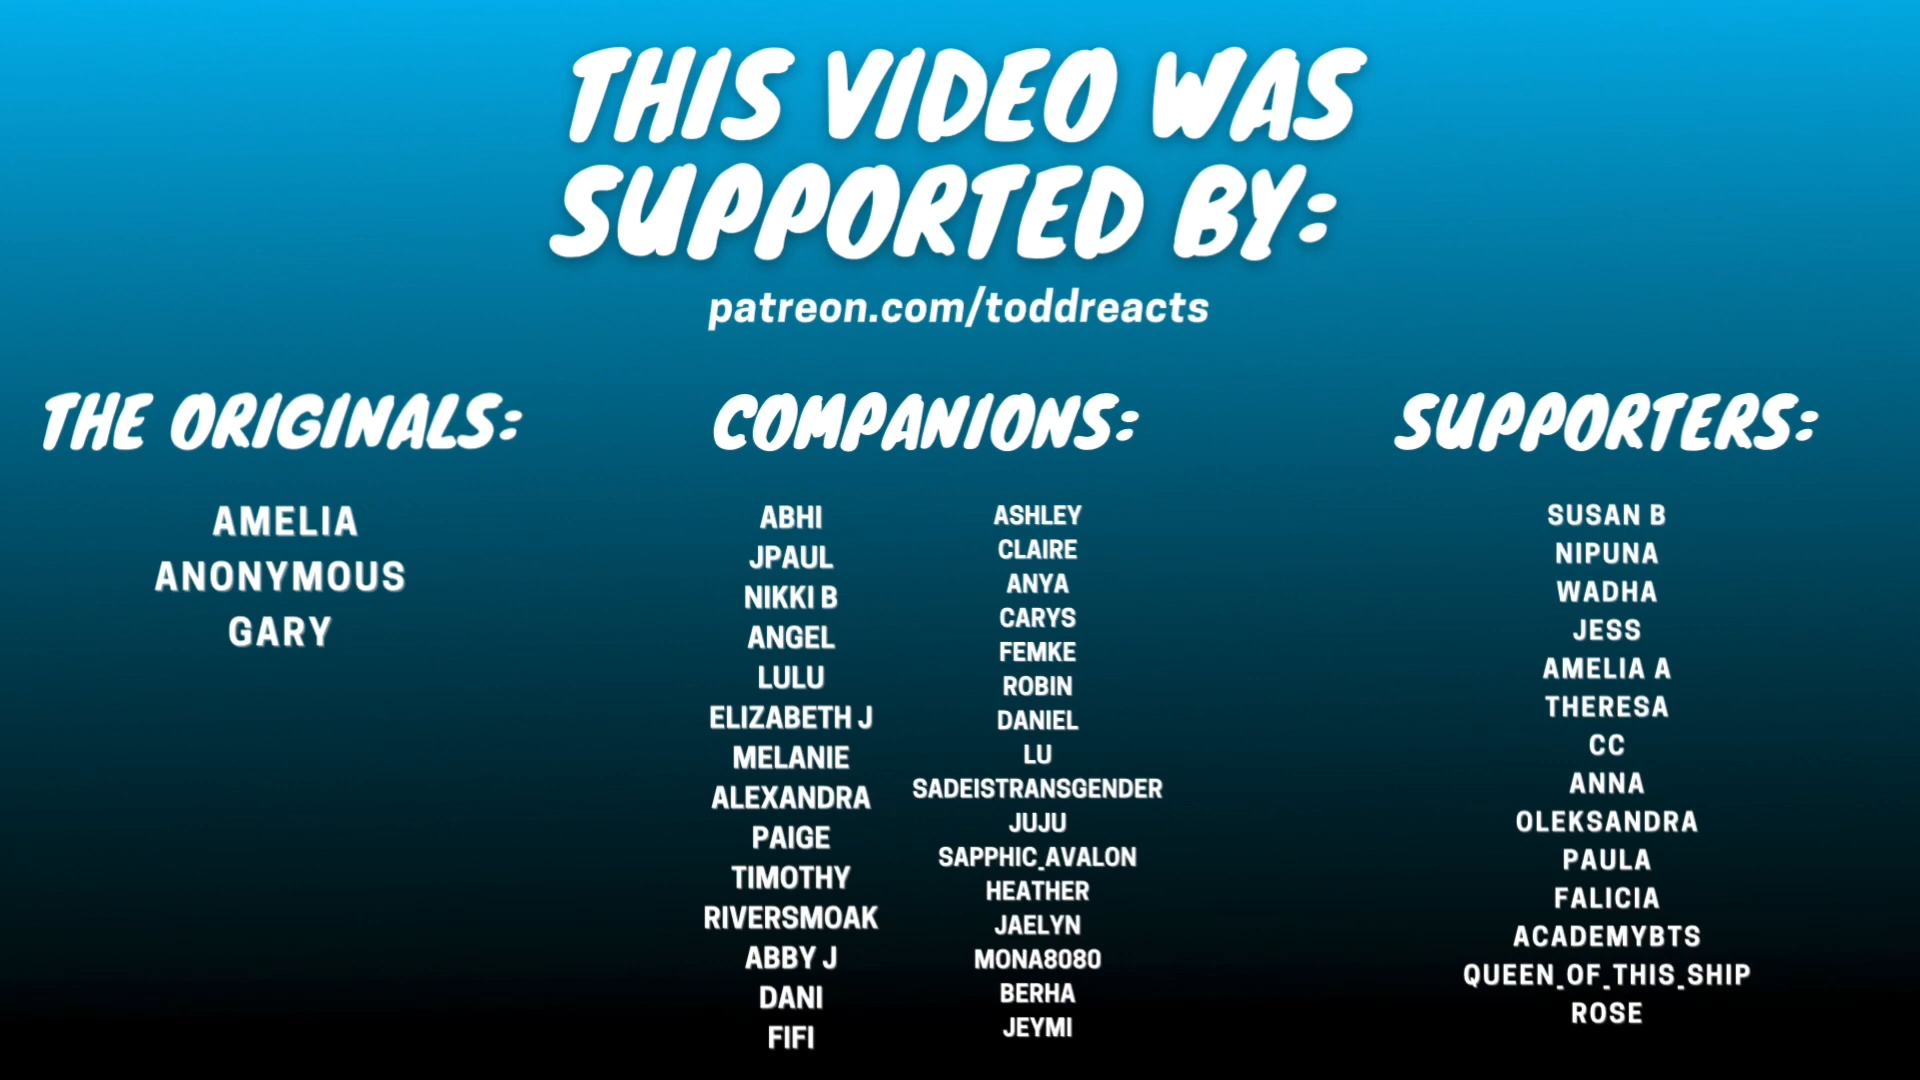 THIS VIDEO WAS
SUPPORTED BY:
patreon.com/toddreacts
THE ORIGINALS:
AMELIA
ANONYMOUS
GARY
COMPANIONS:
ABHI
JPAUL
NIKKI B
ANGEL
LULU
ELIZABETH J
MELANIE
ALEXANDRA
PAIGE
TIMOTHY
RIVERSMOAK
ABBY J
DANI
FIFI
ASHLEY
CLAIRE
ANYA
CARYS
FEMKE
ROBIN
DANIEL
LU
SADEISTRANSGENDER
JUJU
SAPPHIC_AVALON
HEATHER
JAELYN
MONA8080
BERHA
JEYMI
SUPPORTERS:
SUSAN B
NIPUNA
WADHA
JESS
AMELIA A
THERESA
CC
ANNA
OLEKSANDRA
PAULA
FALICIA
ACADEMYBTS
QUEEN_OF_THIS_SHIP
ROSE